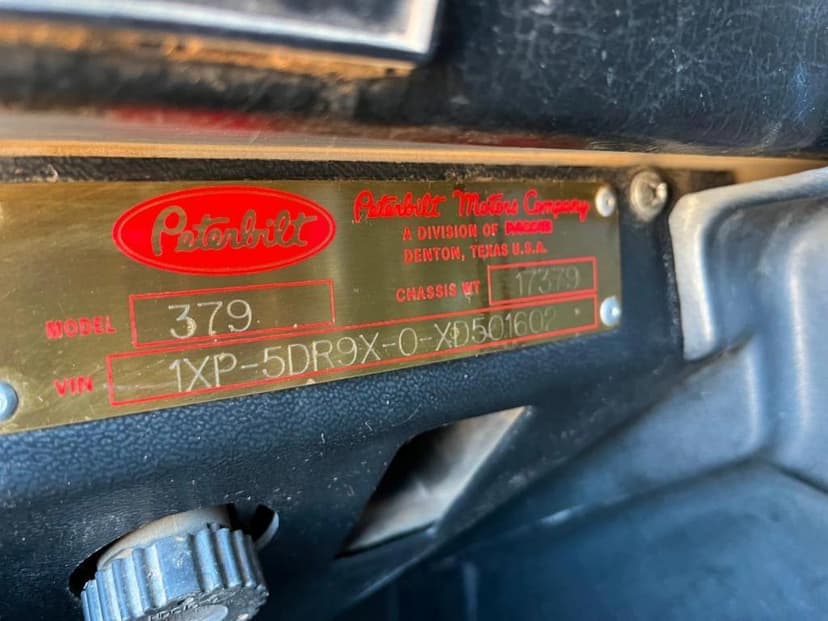 Peterbilt
Peterbilt Motors Company
A DIVISION OF PACCAR
DENTON, TEXAS U.S.A.
MODEL 379
CHASSIS WT 17379
VIN 1XP-5DR9X-0-XD501602